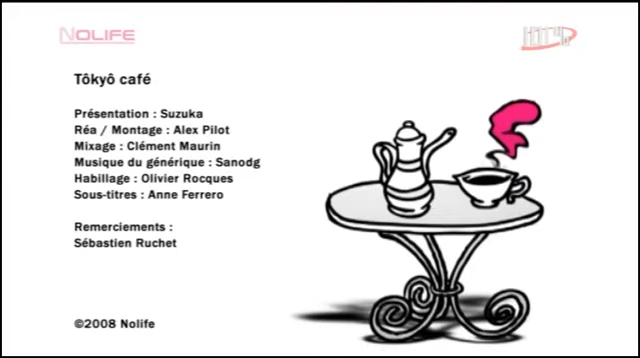 NOLIFE
Tôkyô café
Présentation : Suzuka
Réa / Montage : Alex Pilot
Mixage : Clément Maurin
Musique du générique : Sanodg
Habillage : Olivier Rocques
Sous-titres : Anne Ferrero
Remerciements :
Sébastien Ruchet
©2008 Nolife